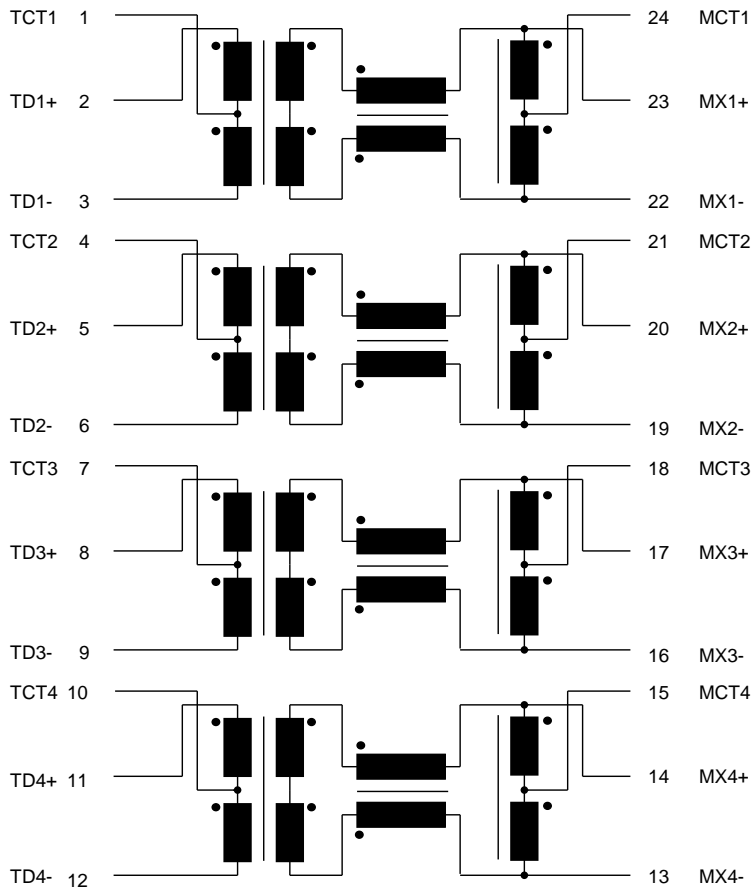 TCT1 1 24 MCT1
TD1+ 2 23 MX1+
TD1- 3 22 MX1-
TCT2 4 21 MCT2
TD2+ 5 20 MX2+
TD2- 6 19 MX2-
TCT3 7 18 MCT3
TD3+ 8 17 MX3+
TD3- 9 16 MX3-
TCT4 10 15 MCT4
TD4+ 11 14 MX4+
TD4- 12 13 MX4-